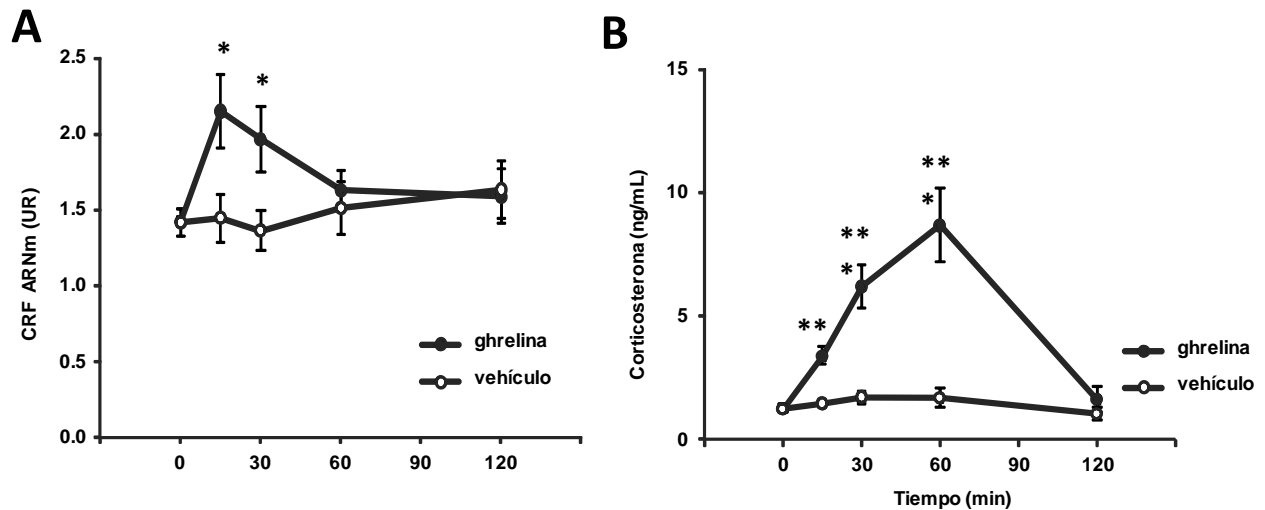 A
CRF ARNm (UR)
2.5
2.0
1.5
1.0
0.5
0.0
*
*
ghrelina
vehículo
0 30 60 90 120
B
Corticosterona (ng/mL)
15
10
5
0
**
**
*
**
*
ghrelina
vehículo
0 30 60 90 120
Tiempo (min)